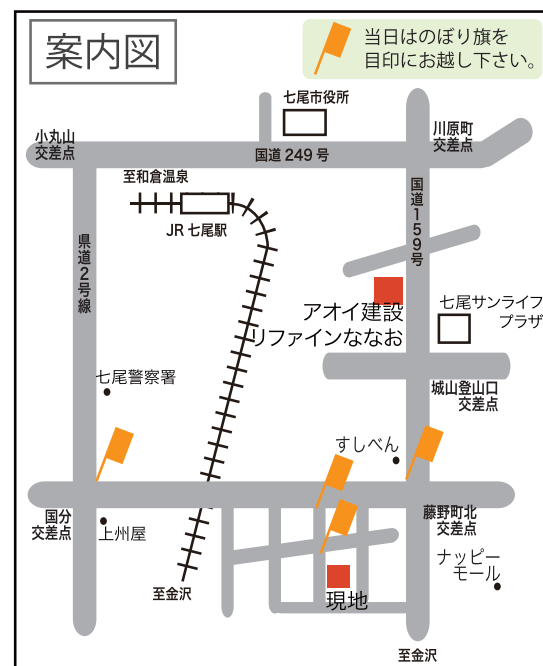 案内図
当日はのぼり旗を
目印にお越し下さい。
七尾市役所
小丸山
交差点
川原町
交差点
国道249号
至和倉温泉
JR七尾駅
国道159号
県道2号線
アオイ建設
リファインななお
七尾サンライフ
プラザ
七尾警察署
城山登山口
交差点
すしべん
国分
交差点
上州屋
藤野町北
交差点
ナッピー
モール
至金沢
現地
至金沢